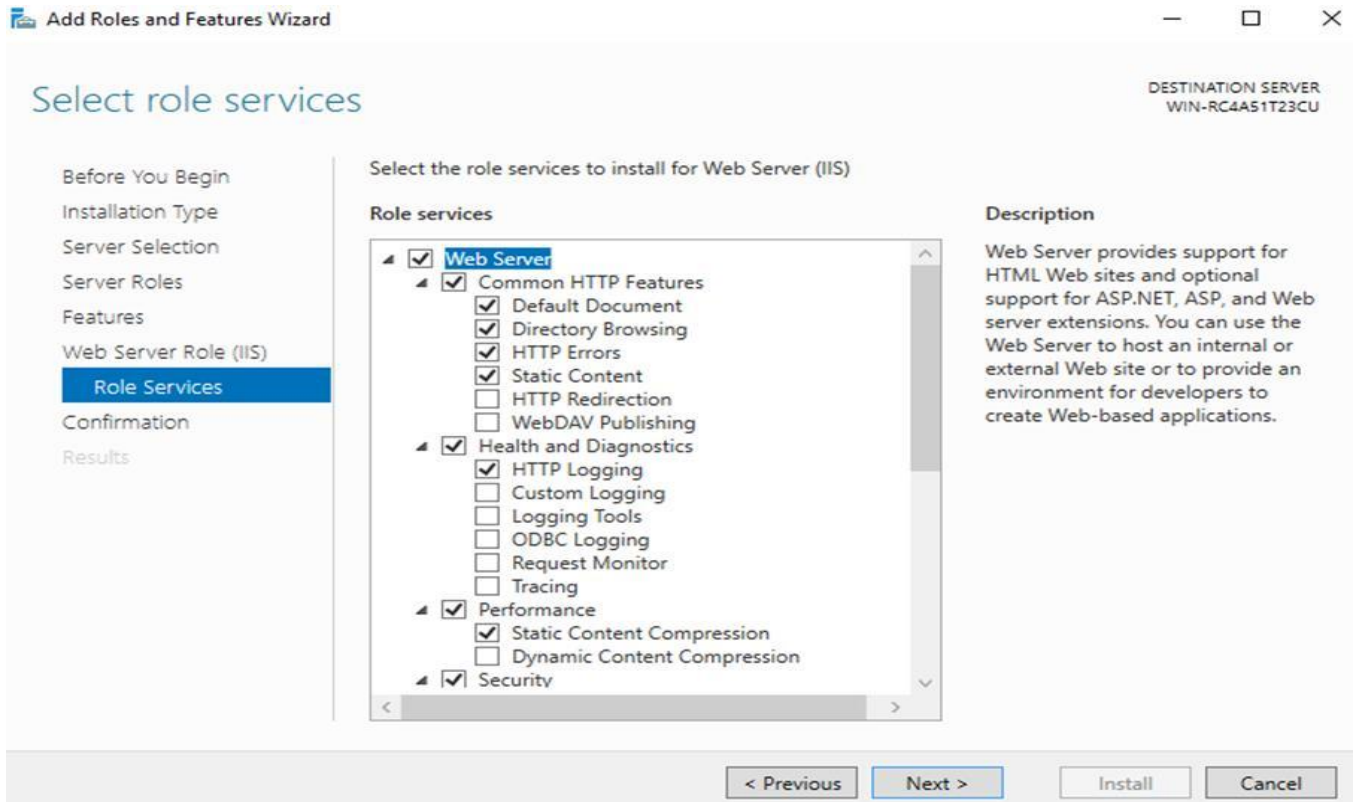 Add Roles and Features Wizard
Select role services
DESTINATION SERVER
WIN-RC4A51T23CU
Before You Begin
Installation Type
Server Selection
Server Roles
Features
Web Server Role (IIS)
Role Services
Confirmation
Results
Select the role services to install for Web Server (IIS)
Role services
Web Server
Common HTTP Features
Default Document
Directory Browsing
HTTP Errors
Static Content
HTTP Redirection
WebDAV Publishing
Health and Diagnostics
HTTP Logging
Custom Logging
Logging Tools
ODBC Logging
Request Monitor
Tracing
Performance
Static Content Compression
Dynamic Content Compression
Security
Description
Web Server provides support for
HTML Web sites and optional
support for ASP.NET, ASP, and Web
server extensions. You can use the
Web Server to host an internal or
external Web site or to provide an
environment for developers to
create Web-based applications.
< Previous
Next >
Install
Cancel